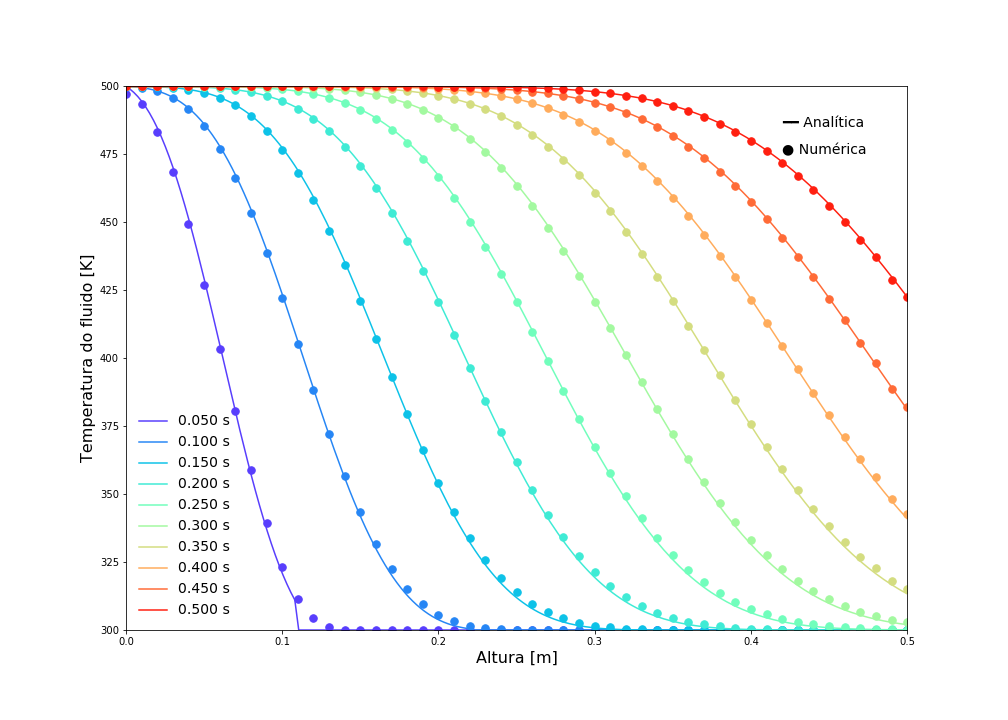 Temperatura do fluido [K]
500
475
450
425
400
375
350
325
300
— Analítica
● Numérica
0.050 s
0.100 s
0.150 s
0.200 s
0.250 s
0.300 s
0.350 s
0.400 s
0.450 s
0.500 s
0.0 0.1 0.2 0.3 0.4 0.5
Altura [m]